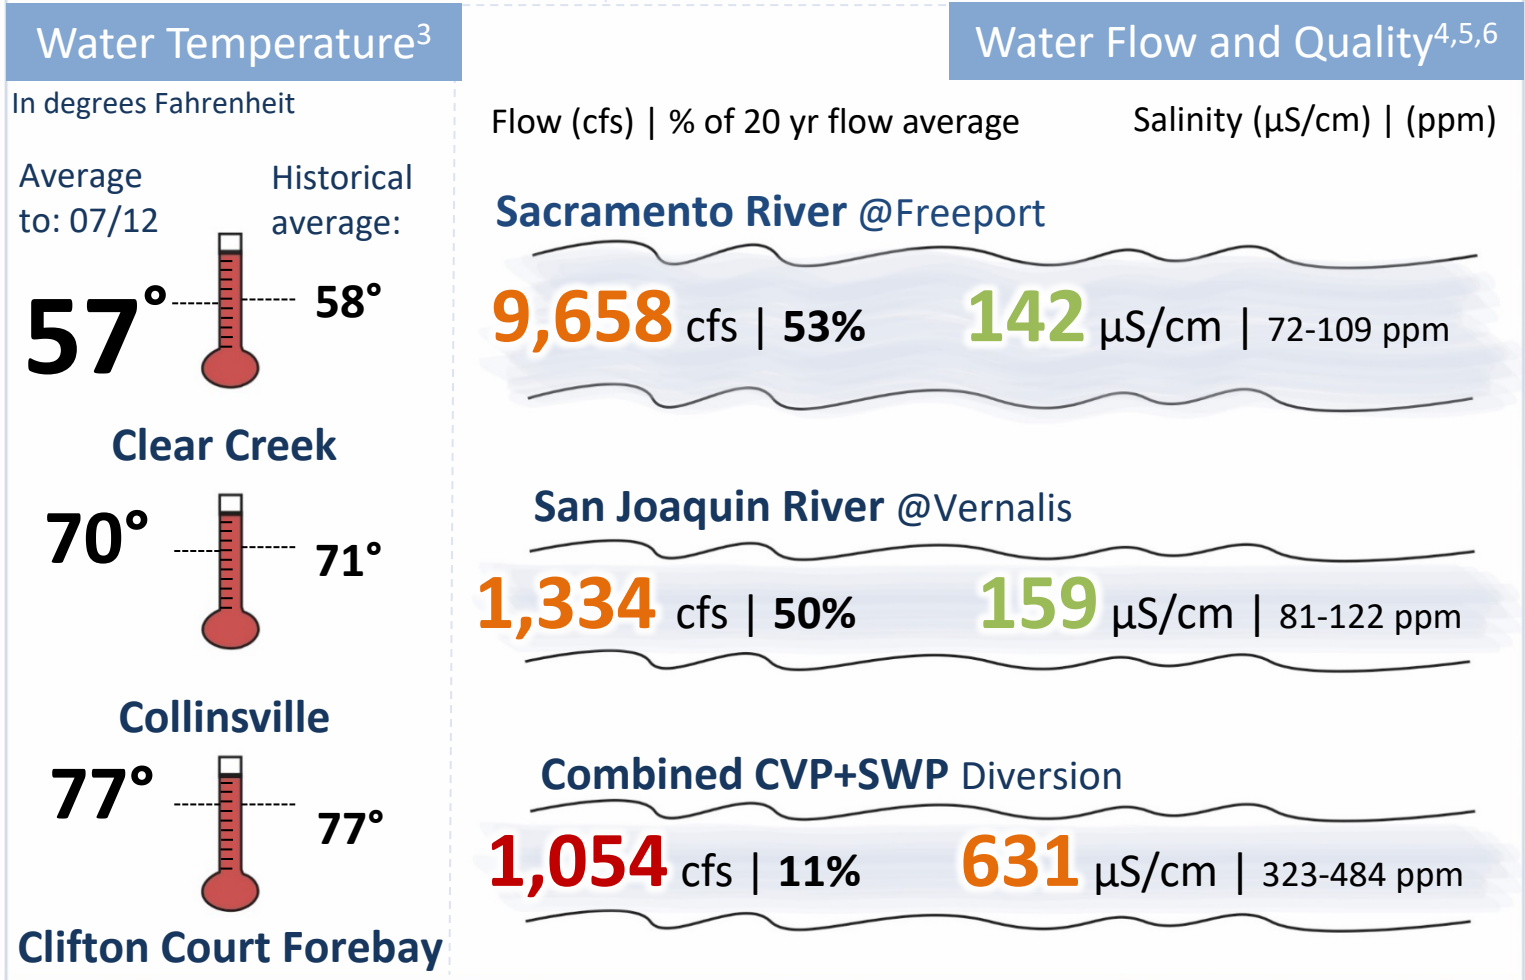 Water Temperature³
In degrees Fahrenheit
Average
to: 07/12
Historical
average:
57°
58°
Clear Creek
70°
71°
Collinsville
77°
77°
Clifton Court Forebay
Water Flow and Quality⁴,⁵,⁶
Flow (cfs) | % of 20 yr flow average
Salinity (µS/cm) | (ppm)
Sacramento River @Freeport
9,658 cfs | 53%
142 µS/cm | 72-109 ppm
San Joaquin River @Vernalis
1,334 cfs | 50%
159 µS/cm | 81-122 ppm
Combined CVP+SWP Diversion
1,054 cfs | 11%
631 µS/cm | 323-484 ppm